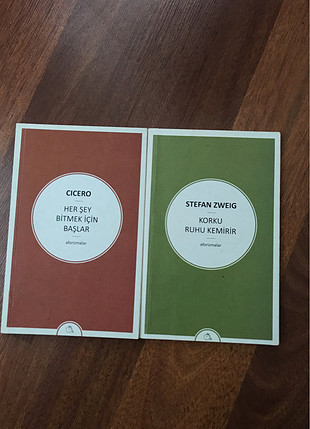 CICERO
HER ŞEY
BİTMEK İÇİN
BAŞLAR
aforizmalar
STEFAN ZWEIG
KORKU
RUHU KEMİRİR
aforizmalar